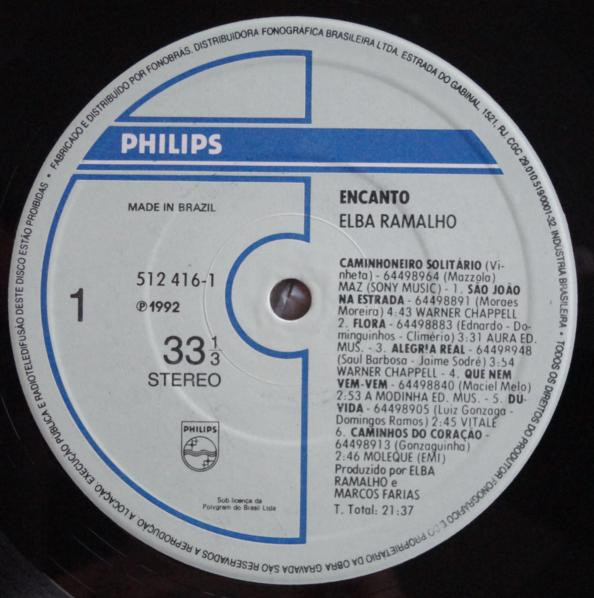 • FABRICADO E DISTRIBUÍDO POR FONOBRAS. DISTRIBUIDORA FONOGRÁFICA BRASILEIRA LTDA. ESTRADA DO GABINAL, 1521, RJ, CGC 29.010.519/0001-32. INDÚSTRIA BRASILEIRA. • TODOS OS DIREITOS DO PRODUTOR FONOGRÁFICO E DO PROPRIETÁRIO DA OBRA GRAVADA SÃO RESERVADOS A REPRODUÇÃO, A LOCAÇÃO, EXECUÇÃO PÚBLICA E RADIOTELEDIFUSÃO DESTE DISCO ESTÃO PROIBIDAS
PHILIPS
MADE IN BRAZIL
512 416-1
℗1992
1
33 1/3
STEREO
PHILIPS
Sob licença da
Polygram do Brasil Ltda
ENCANTO
ELBA RAMALHO
CAMINHONEIRO SOLITÁRIO (Vi-
nheta) - 64498964 (Mazzola)
MAZ (SONY MUSIC) - 1. SÃO JOÃO
NA ESTRADA - 64498891 (Moraes
Moreira) 4:43 WARNER CHAPPELL
2. FLORA - 64498883 (Ednardo - Do-
minguinhos - Climério) 3:31 AURA ED.
MUS. - 3. ALEGRIA REAL - 64498948
(Saul Barbosa - Jaime Sodré) 3:54
WARNER CHAPPELL - 4. QUE NEM
VEM-VEM - 64498840 (Maciel Melo)
2:53 A MODINHA ED. MUS. - 5. DÚ-
VIDA - 64498905 (Luiz Gonzaga -
Domingos Ramos) 2:45 VITALE
6. CAMINHOS DO CORAÇÃO -
64498913 (Gonzaguinha)
2:46 MOLEQUE (EMI)
Produzido por ELBA
RAMALHO e
MARCOS FARIAS
T. Total: 21:37